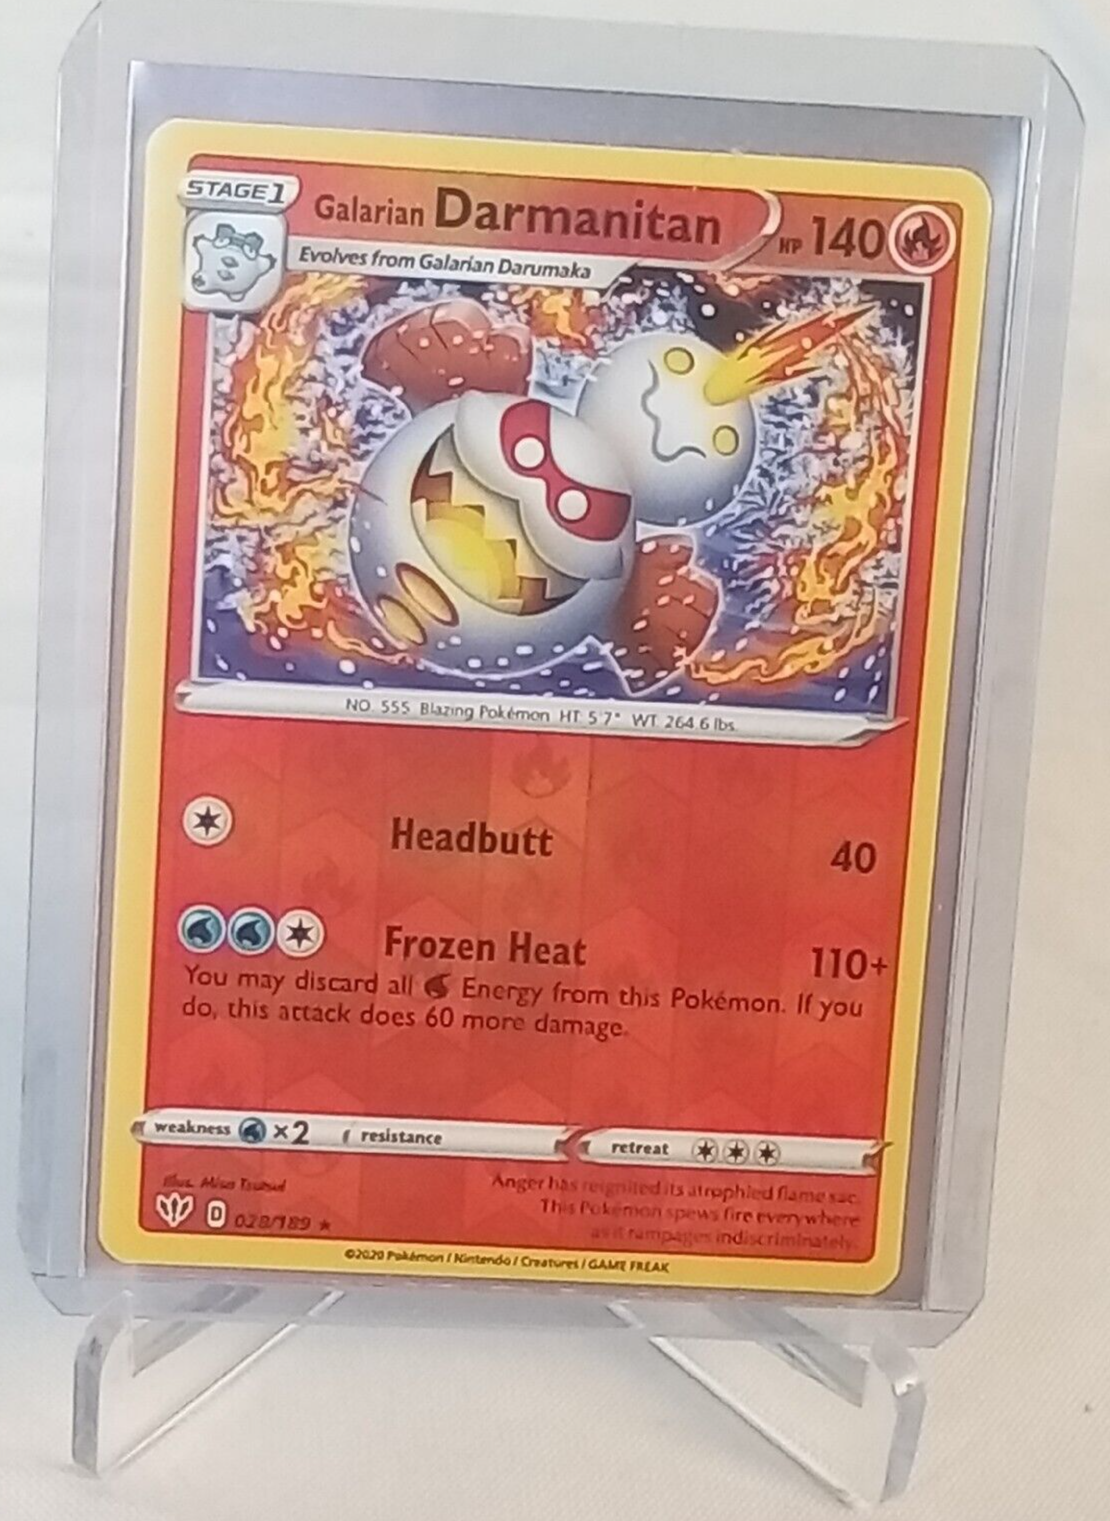 STAGE 1
Galarian Darmanitan HP 140
Evolves from Galarian Darumaka
NO. 555 Blazing Pokémon HT 5'7" WT 264.6 lbs.
Headbutt 40
Frozen Heat 110+
You may discard all Energy from this Pokémon. If you
do, this attack does 60 more damage.
weakness ×2 resistance retreat
Illus. Misa Tsutsui
Anger has reignited its atrophied flame sac.
This Pokémon spews fire everywhere
as it rampages indiscriminately.
D 028/189 ★
©2020 Pokémon / Nintendo / Creatures / GAME FREAK